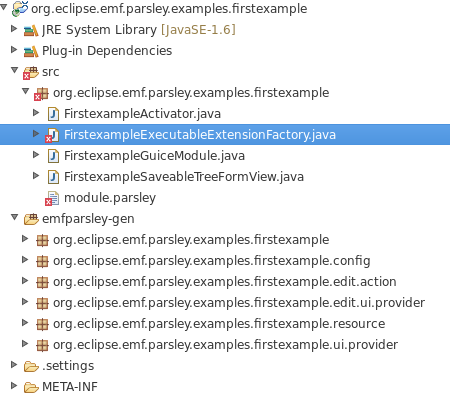 org.eclipse.emf.parsley.examples.firstexample
JRE System Library [JavaSE-1.6]
Plug-in Dependencies
src
org.eclipse.emf.parsley.examples.firstexample
FirstexampleActivator.java
FirstexampleExecutableExtensionFactory.java
FirstexampleGuiceModule.java
FirstexampleSaveableTreeFormView.java
module.parsley
emfparsley-gen
org.eclipse.emf.parsley.examples.firstexample
org.eclipse.emf.parsley.examples.firstexample.config
org.eclipse.emf.parsley.examples.firstexample.edit.action
org.eclipse.emf.parsley.examples.firstexample.edit.ui.provider
org.eclipse.emf.parsley.examples.firstexample.resource
org.eclipse.emf.parsley.examples.firstexample.ui.provider
.settings
META-INF